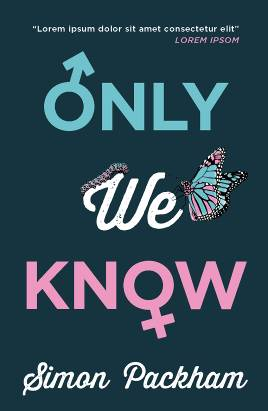 “Lorem ipsum dolor sit amet consectetur elit”
LOREM IPSOM
ONLY
We
KNOW
Simon Packham